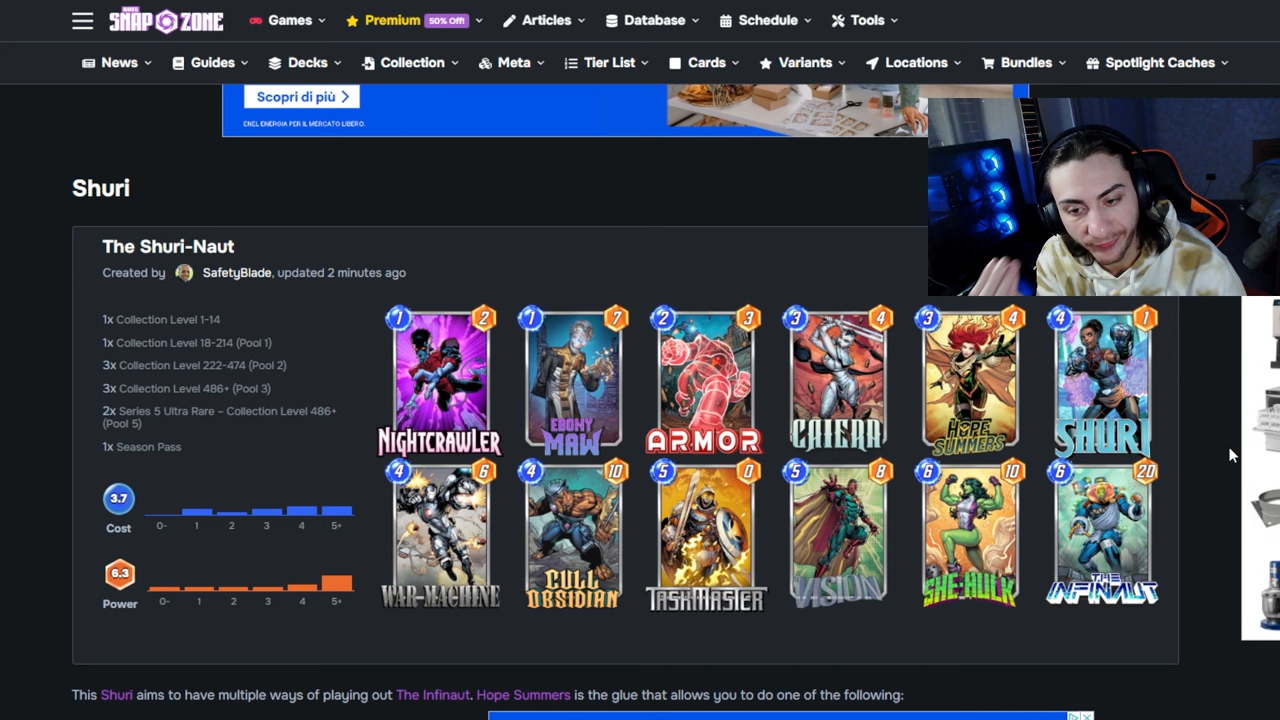 MARVEL SNAP ZONE
Games
Premium 50% Off!
Articles
Database
Schedule
Tools
News
Guides
Decks
Collection
Meta
Tier List
Cards
Variants
Locations
Bundles
Spotlight Caches
Scopri di più
ENEL ENERGIA PER IL MERCATO LIBERO.
Shuri
The Shuri-Naut
Created by SafetyBlade, updated 2 minutes ago
1x Collection Level 1-14
1x Collection Level 18-214 (Pool 1)
3x Collection Level 222-474 (Pool 2)
3x Collection Level 486+ (Pool 3)
2x Series 5 Ultra Rare – Collection Level 486+
(Pool 5)
1x Season Pass
3.7
Cost
0- 1 2 3 4 5+
6.3
Power
0- 1 2 3 4 5+
1 2 1 7 2 3 3 4 3 4 4 1
NIGHTCRAWLER EBONY MAW ARMOR CAIERA HOPE SUMMERS SHURI
4 6 4 10 5 0 5 8 6 10 6 20
WAR-MACHINE CULL OBSIDIAN TASKMASTER VISION SHE-HULK THE INFINAUT
This Shuri aims to have multiple ways of playing out The Infinaut. Hope Summers is the glue that allows you to do one of the following: